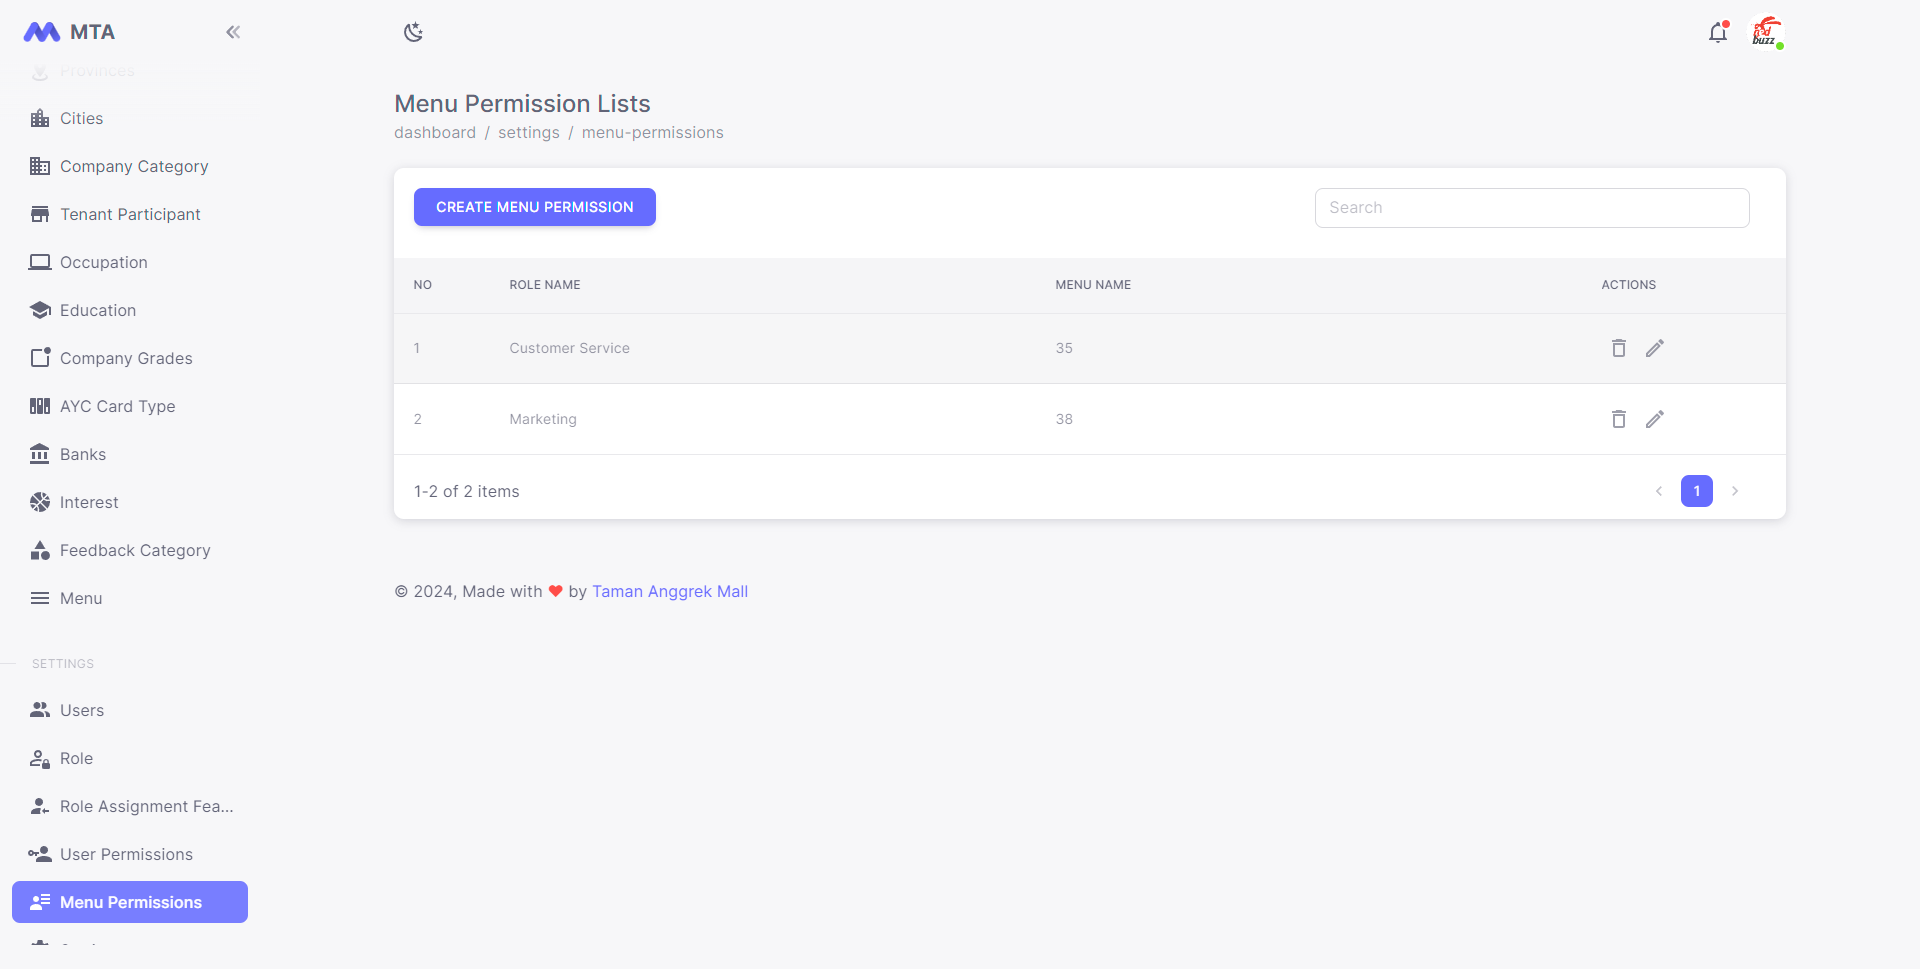 MTA
Provinces
Cities
Company Category
Tenant Participant
Occupation
Education
Company Grades
AYC Card Type
Banks
Interest
Feedback Category
Menu
SETTINGS
Users
Role
Role Assignment Fea...
User Permissions
Menu Permissions
buzz
Menu Permission Lists
dashboard / settings / menu-permissions
CREATE MENU PERMISSION
Search
NO ROLE NAME MENU NAME ACTIONS
1 Customer Service 35
2 Marketing 38
1-2 of 2 items
1
© 2024, Made with ❤ by Taman Anggrek Mall